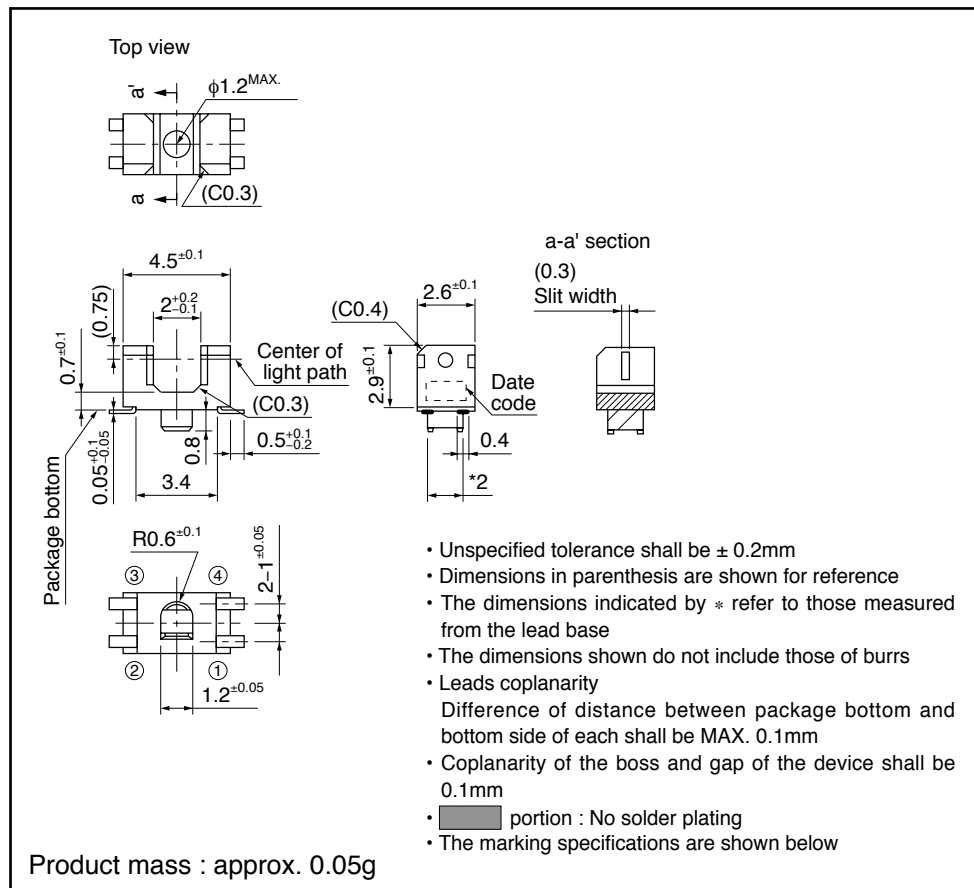 Top view
a'
φ1.2MAX.
a
(C0.3)
a-a' section
(0.3)
Slit width
4.5±0.1
2+0.2−0.1
(0.75)
0.7±0.1
Center of
light path
(C0.3)
0.05+0.1−0.05
0.8
0.5+0.1−0.2
3.4
Package bottom
(C0.4)
2.6±0.1
2.9±0.1
Date
code
0.4
*2
R0.6±0.1
2−1±0.05
③
④
②
①
1.2±0.05
• Unspecified tolerance shall be ± 0.2mm
• Dimensions in parenthesis are shown for reference
• The dimensions indicated by * refer to those measured
from the lead base
• The dimensions shown do not include those of burrs
• Leads coplanarity
Difference of distance between package bottom and
bottom side of each shall be MAX. 0.1mm
• Coplanarity of the boss and gap of the device shall be
0.1mm
• portion : No solder plating
• The marking specifications are shown below
Product mass : approx. 0.05g